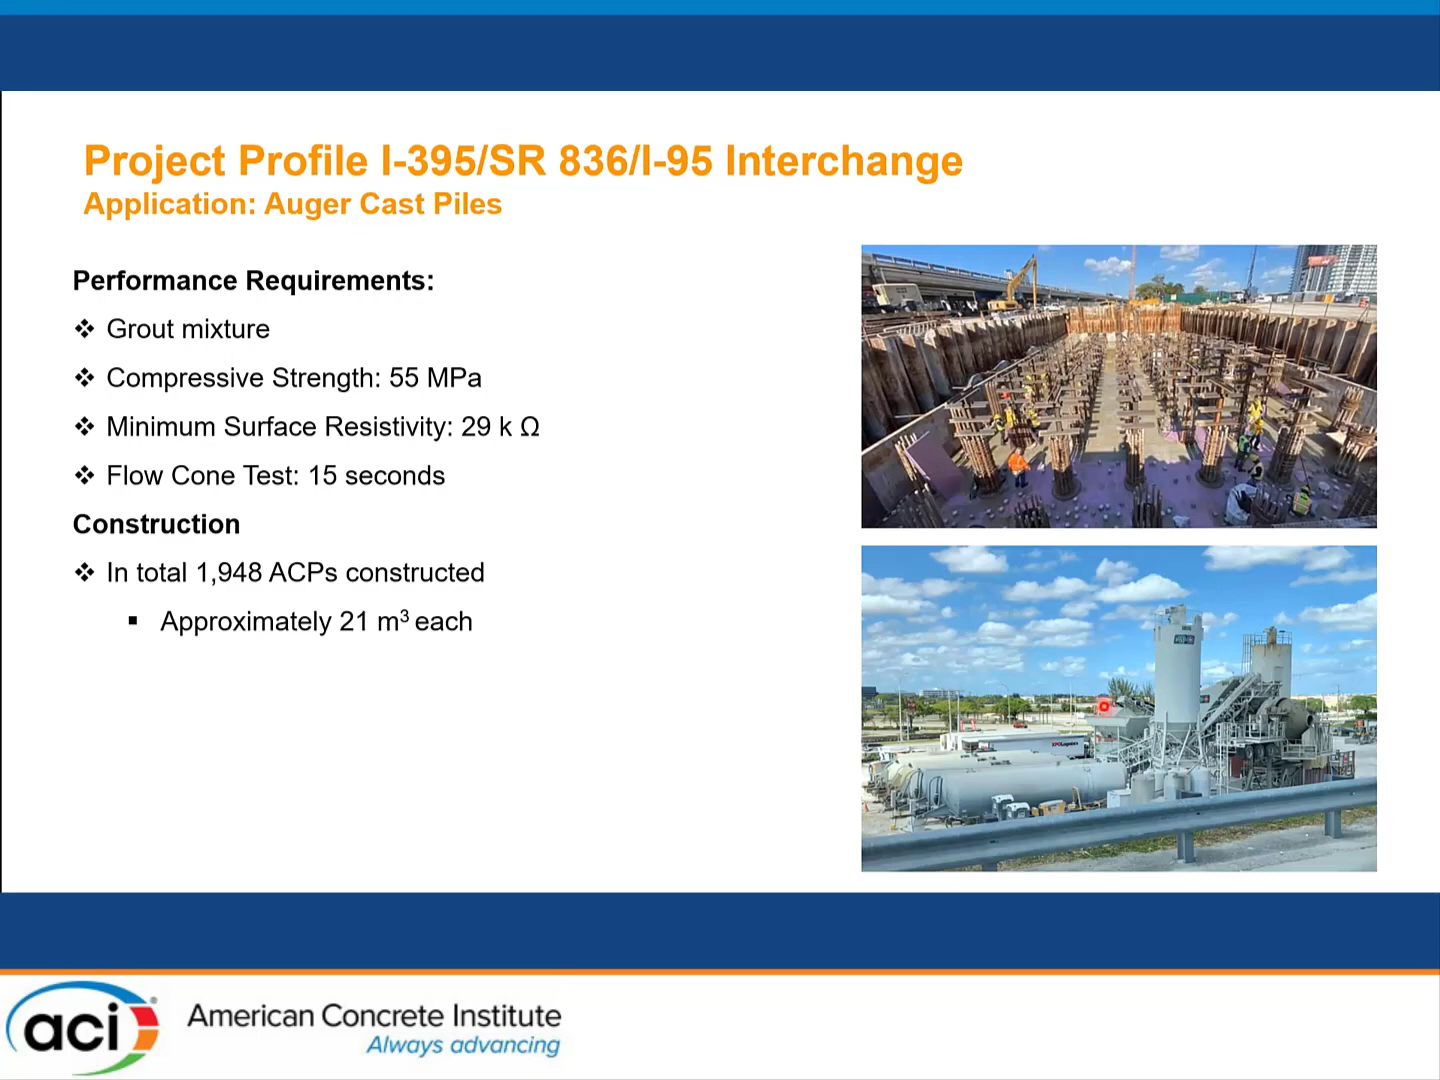 Project Profile I-395/SR 836/I-95 Interchange
Application: Auger Cast Piles
Performance Requirements:
❖ Grout mixture
❖ Compressive Strength: 55 MPa
❖ Minimum Surface Resistivity: 29 k Ω
❖ Flow Cone Test: 15 seconds
Construction
❖ In total 1,948 ACPs constructed
▪ Approximately 21 m³ each
aci®
American Concrete Institute
Always advancing